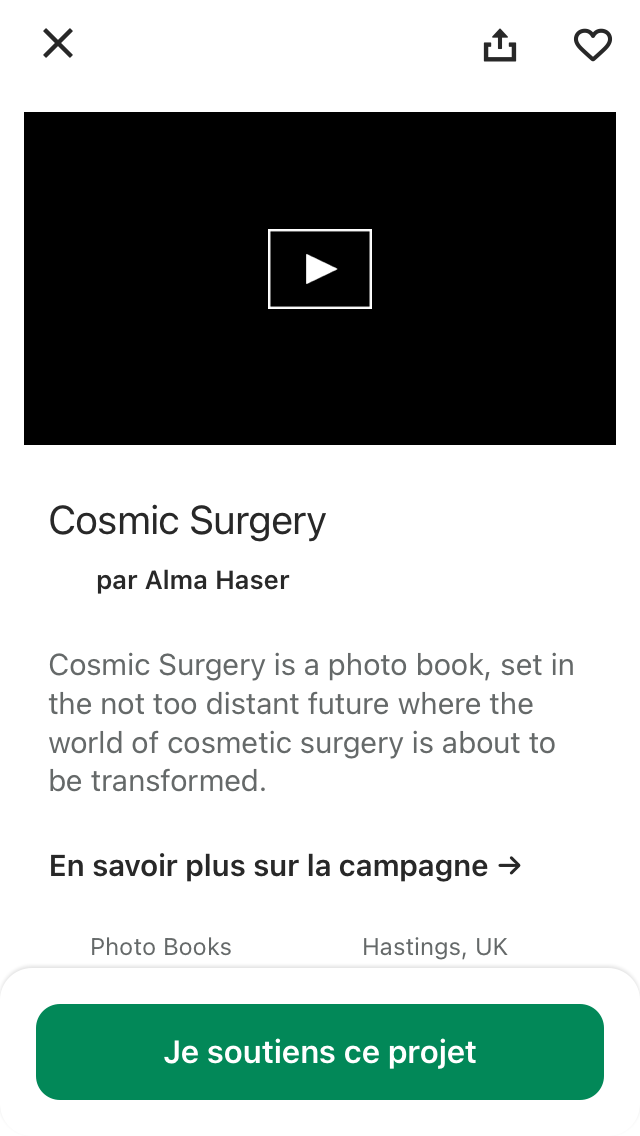 Cosmic Surgery
par Alma Haser
Cosmic Surgery is a photo book, set in
the not too distant future where the
world of cosmetic surgery is about to
be transformed.
En savoir plus sur la campagne →
Photo Books
Hastings, UK
Je soutiens ce projet